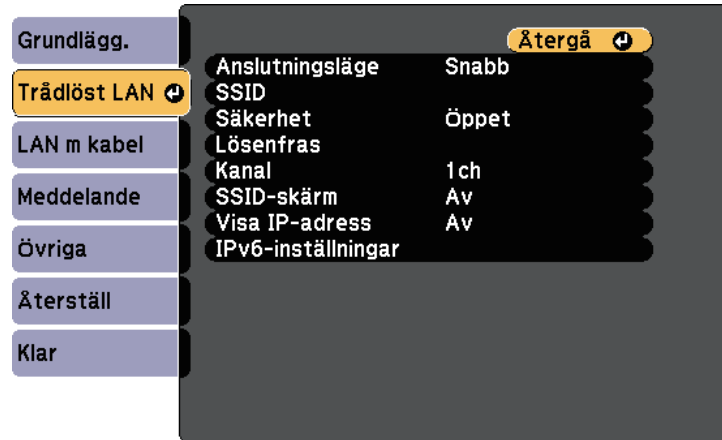 Grundlägg.
Trådlöst LAN
LAN m kabel
Meddelande
Övriga
Återställ
Klar
Återgå
Anslutningsläge Snabb
SSID
Säkerhet Öppet
Lösenfras
Kanal 1ch
SSID-skärm Av
Visa IP-adress Av
IPv6-inställningar